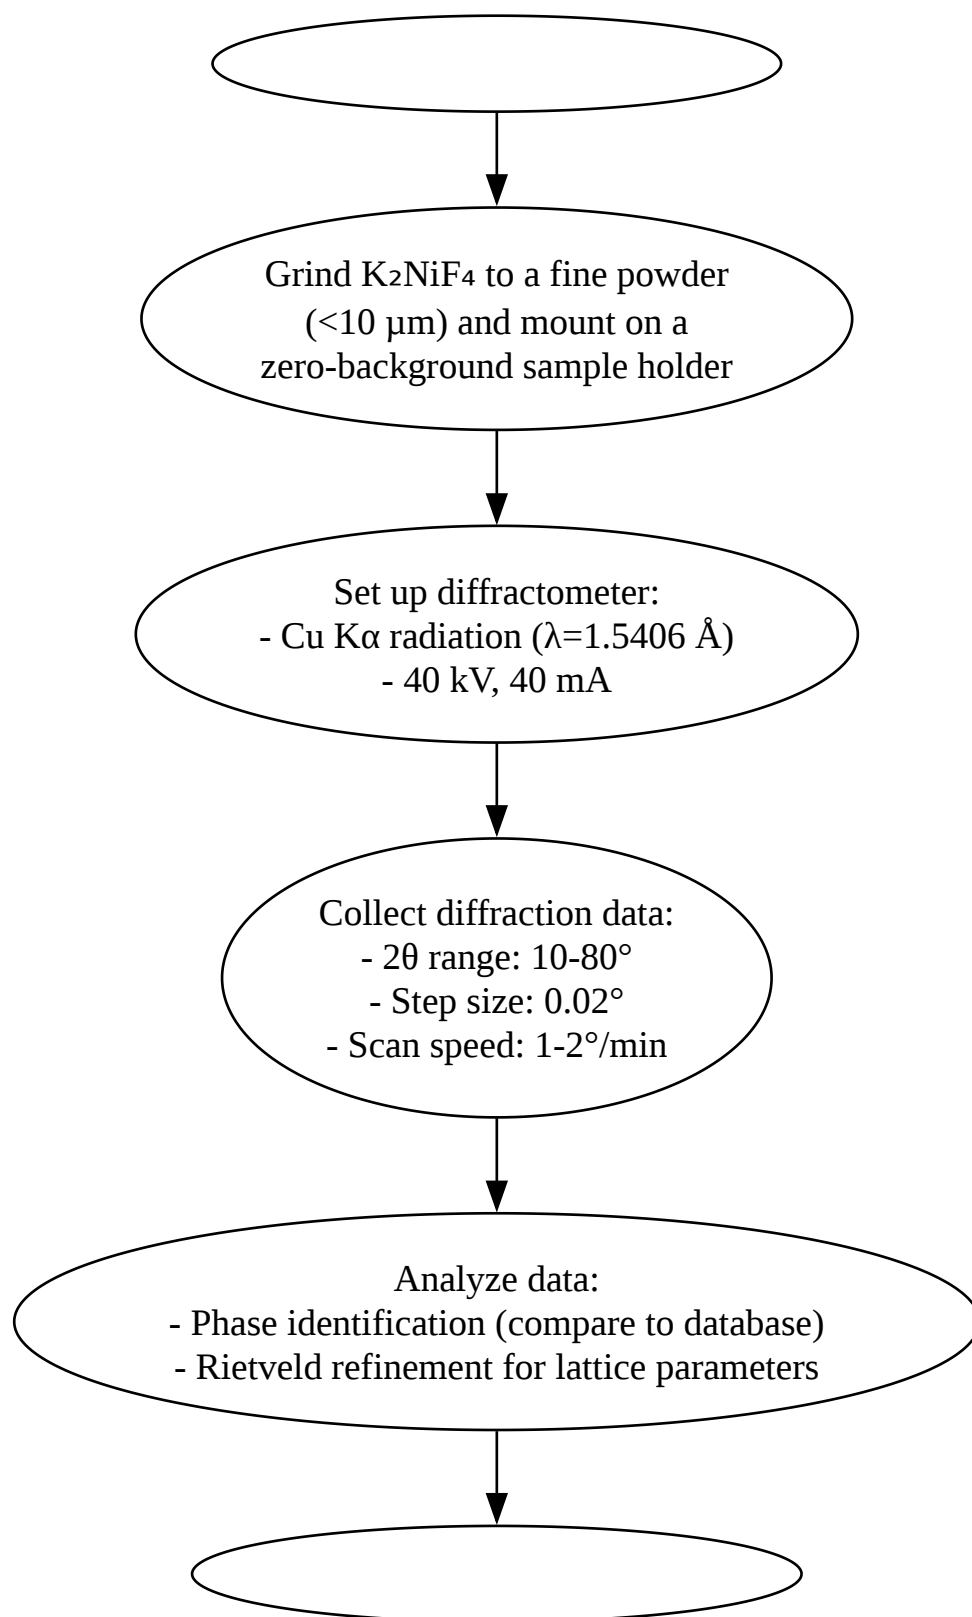 Grind K₂NiF₄ to a fine powder
(<10 µm) and mount on a
zero-background sample holder
Set up diffractometer:
- Cu Kα radiation (λ=1.5406 Å)
- 40 kV, 40 mA
Collect diffraction data:
- 2θ range: 10-80°
- Step size: 0.02°
- Scan speed: 1-2°/min
Analyze data:
- Phase identification (compare to database)
- Rietveld refinement for lattice parameters